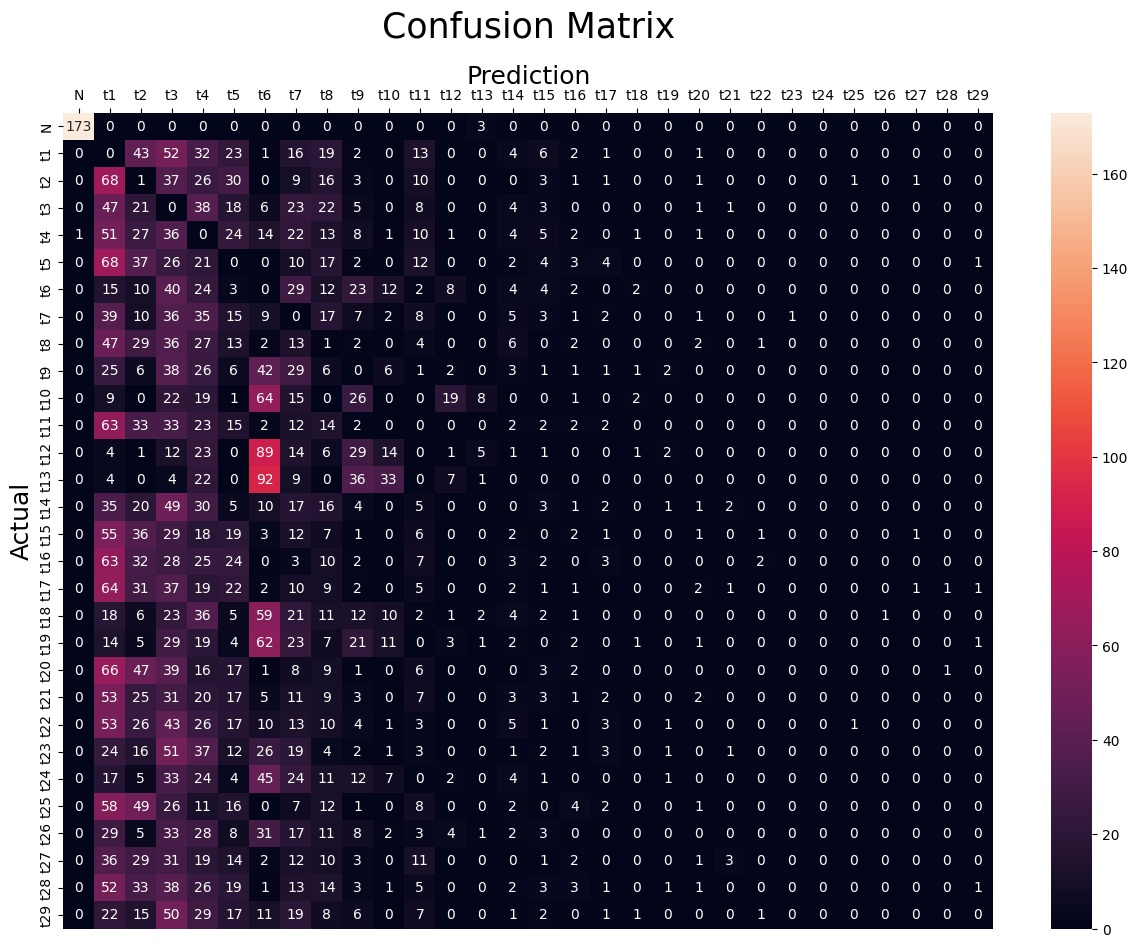 Confusion Matrix
Prediction
N t1 t2 t3 t4 t5 t6 t7 t8 t9 t10 t11 t12 t13 t14 t15 t16 t17 t18 t19 t20 t21 t22 t23 t24 t25 t26 t27 t28 t29
Actual
N 173 0 0 0 0 0 0 0 0 0 0 0 0 3 0 0 0 0 0 0 0 0 0 0 0 0 0 0 0 0
t1 0 0 43 52 32 23 1 16 19 2 0 13 0 0 4 6 2 1 0 0 1 0 0 0 0 0 0 0 0 0
t2 0 68 1 37 26 30 0 9 16 3 0 10 0 0 0 3 1 1 0 0 1 0 0 0 0 1 0 1 0 0
t3 0 47 21 0 38 18 6 23 22 5 0 8 0 0 4 3 0 0 0 0 1 1 0 0 0 0 0 0 0 0
t4 1 51 27 36 0 24 14 22 13 8 1 10 1 0 4 5 2 0 1 0 1 0 0 0 0 0 0 0 0 0
t5 0 68 37 26 21 0 0 10 17 2 0 12 0 0 2 4 3 4 0 0 0 0 0 0 0 0 0 0 0 1
t6 0 15 10 40 24 3 0 29 12 23 12 2 8 0 4 4 2 0 2 0 0 0 0 0 0 0 0 0 0 0
t7 0 39 10 36 35 15 9 0 17 7 2 8 0 0 5 3 1 2 0 0 1 0 0 1 0 0 0 0 0 0
t8 0 47 29 36 27 13 2 13 1 2 0 4 0 0 6 0 2 0 0 0 2 0 1 0 0 0 0 0 0 0
t9 0 25 6 38 26 6 42 29 6 0 6 1 2 0 3 1 1 1 1 2 0 0 0 0 0 0 0 0 0 0
t10 0 9 0 22 19 1 64 15 0 26 0 0 19 8 0 0 1 0 2 0 0 0 0 0 0 0 0 0 0 0
t11 0 63 33 33 23 15 2 12 14 2 0 0 0 0 2 2 2 2 0 0 0 0 0 0 0 0 0 0 0 0
t12 0 4 1 12 23 0 89 14 6 29 14 0 1 5 1 1 0 0 1 2 0 0 0 0 0 0 0 0 0 0
t13 0 4 0 4 22 0 92 9 0 36 33 0 7 1 0 0 0 0 0 0 0 0 0 0 0 0 0 0 0 0
t14 0 35 20 49 30 5 10 17 16 4 0 5 0 0 0 3 1 2 0 1 1 2 0 0 0 0 0 0 0 0
t15 0 55 36 29 18 19 3 12 7 1 0 6 0 0 2 0 2 1 0 0 1 0 1 0 0 0 0 1 0 0
t16 0 63 32 28 25 24 0 3 10 2 0 7 0 0 3 2 0 3 0 0 0 0 2 0 0 0 0 0 0 0
t17 0 64 31 37 19 22 2 10 9 2 0 5 0 0 2 1 1 0 0 0 2 1 0 0 0 0 0 1 1 1
t18 0 18 6 23 36 5 59 21 11 12 10 2 1 2 4 2 1 0 0 0 0 0 0 0 0 0 1 0 0 0
t19 0 14 5 29 19 4 62 23 7 21 11 0 3 1 2 0 2 0 1 0 1 0 0 0 0 0 0 0 0 1
t20 0 66 47 39 16 17 1 8 9 1 0 6 0 0 0 3 2 0 0 0 0 0 0 0 0 0 0 0 1 0
t21 0 53 25 31 20 17 5 11 9 3 0 7 0 0 3 3 1 2 0 0 2 0 0 0 0 0 0 0 0 0
t22 0 53 26 43 26 17 10 13 10 4 1 3 0 0 5 1 0 3 0 1 0 0 0 0 0 1 0 0 0 0
t23 0 24 16 51 37 12 26 19 4 2 1 3 0 0 1 2 1 3 0 1 0 1 0 0 0 0 0 0 0 0
t24 0 17 5 33 24 4 45 24 11 12 7 0 2 0 4 1 0 0 0 1 0 0 0 0 0 0 0 0 0 0
t25 0 58 49 26 11 16 0 7 12 1 0 8 0 0 2 0 4 2 0 0 1 0 0 0 0 0 0 0 0 0
t26 0 29 5 33 28 8 31 17 11 8 2 3 4 1 2 3 0 0 0 0 0 0 0 0 0 0 0 0 0 0
t27 0 36 29 31 19 14 2 12 10 3 0 11 0 0 0 1 2 0 0 0 1 3 0 0 0 0 0 0 0 0
t28 0 52 33 38 26 19 1 13 14 3 1 5 0 0 2 3 3 1 0 1 1 0 0 0 0 0 0 0 0 1
t29 0 22 15 50 29 17 11 19 8 6 0 7 0 0 1 2 0 1 1 0 0 0 1 0 0 0 0 0 0 0
160
140
120
100
80
60
40
20
0